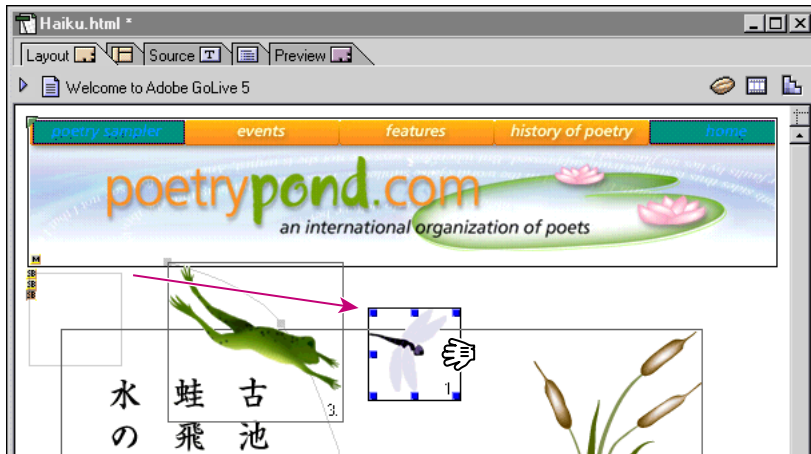 Haiku.html *
Layout Source T Preview
Welcome to Adobe GoLive 5
poetry sampler events features history of poetry home
poetrypond.com
an international organization of poets
M
SB
SB
SB
1
3.
古池
蛙飛
水の